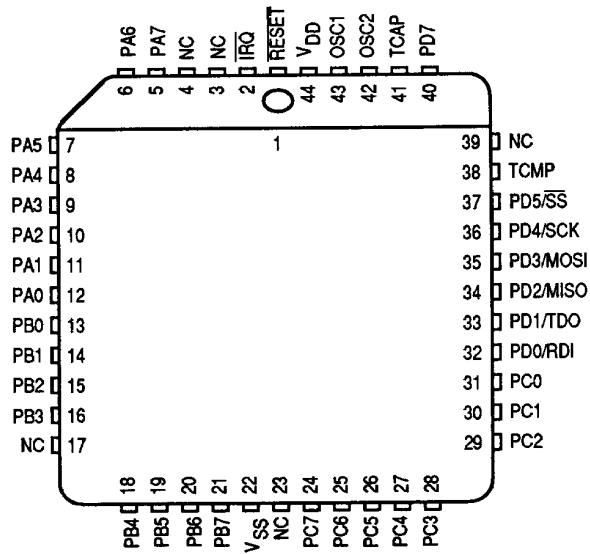 PA6 PA7 NC NC IRQ RESET VDD OSC1 OSC2 TCAP PD7
6 5 4 3 2 44 43 42 41 40
1
PA5 7
PA4 8
PA3 9
PA2 10
PA1 11
PA0 12
PB0 13
PB1 14
PB2 15
PB3 16
NC 17
39 NC
38 TCMP
37 PD5/SS
36 PD4/SCK
35 PD3/MOSI
34 PD2/MISO
33 PD1/TDO
32 PD0/RDI
31 PC0
30 PC1
29 PC2
18 19 20 21 22 23 24 25 26 27 28
PB4 PB5 PB6 PB7 VSS NC PC7 PC6 PC5 PC4 PC3